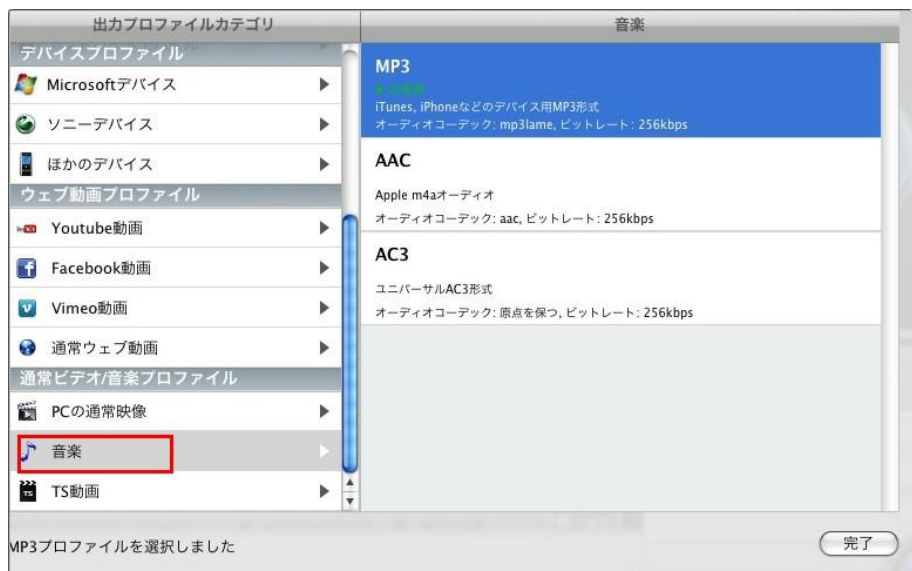 出力プロファイルカテゴリ
デバイスプロファイル
Microsoftデバイス
ソニーデバイス
ほかのデバイス
ウェブ動画プロファイル
Youtube動画
Facebook動画
Vimeo動画
通常ウェブ動画
通常ビデオ/音楽プロファイル
PCの通常映像
音楽
TS動画
音楽
MP3
iTunes, iPhoneなどのデバイス用MP3形式
オーディオコーデック: mp3lame, ビットレート: 256kbps
AAC
Apple m4aオーディオ
オーディオコーデック: aac, ビットレート: 256kbps
AC3
ユニバーサルAC3形式
オーディオコーデック: 原点を保つ, ビットレート: 256kbps
MP3プロファイルを選択しました
完了